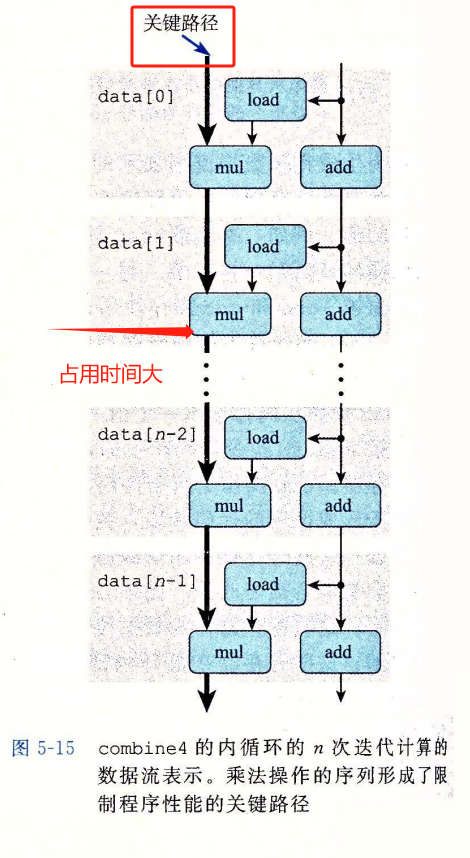 关键路径
data[0]
load
mul
add
data[1]
load
mul
add
占用时间大
data[n-2]
load
mul
add
data[n-1]
load
mul
add
图 5-15 combine4 的内循环的 n 次迭代计算的
数据流表示。乘法操作的序列形成了限
制程序性能的关键路径